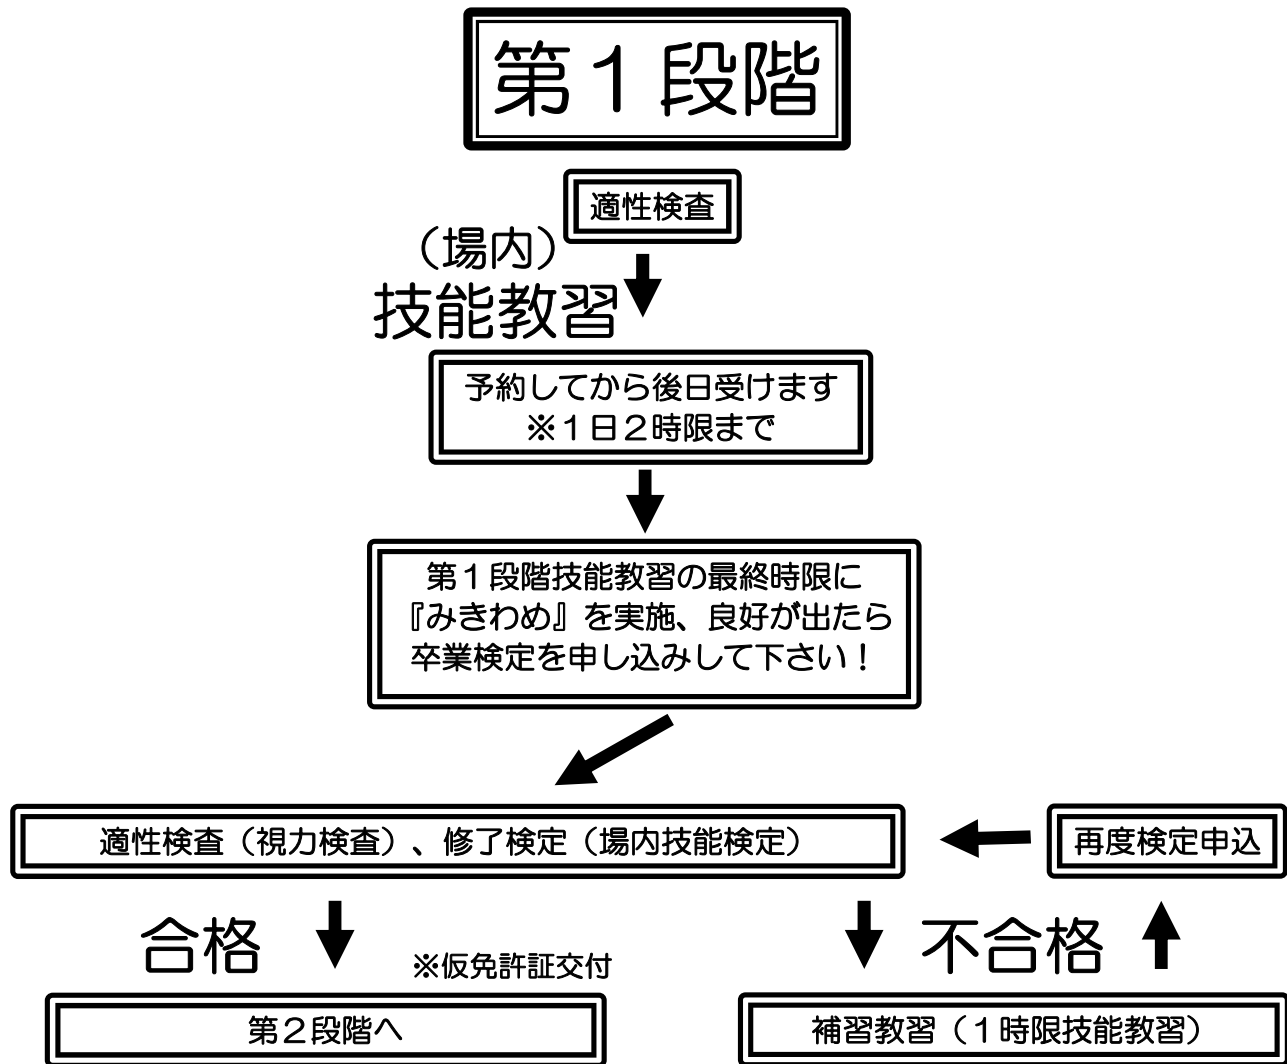 第１段階
適性検査
（場内）
技能教習
予約してから後日受けます
※１日２時限まで
第１段階技能教習の最終時限に
『みきわめ』を実施、良好が出たら
卒業検定を申し込みして下さい！
適性検査（視力検査）、修了検定（場内技能検定）
再度検定申込
合格
※仮免許証交付
不合格
第２段階へ
補習教習（１時限技能教習）